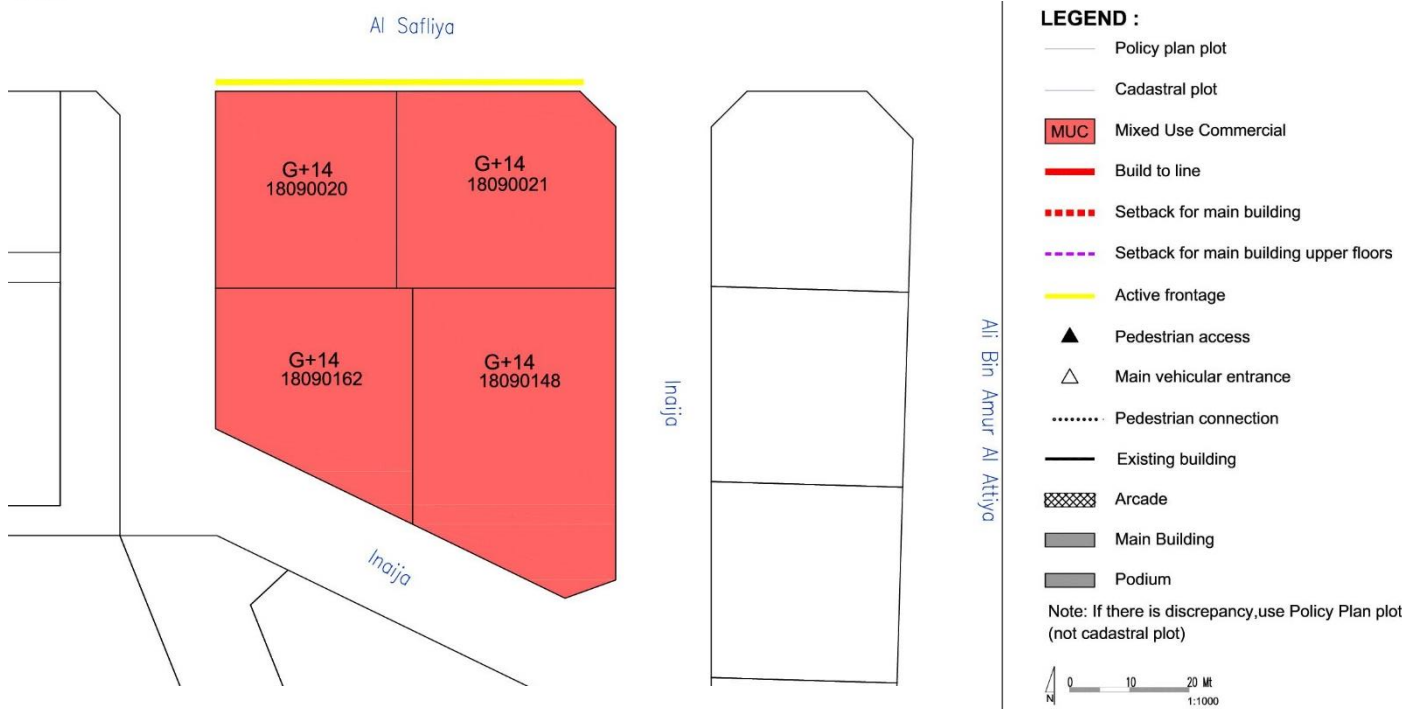 Al Safliya
G+14
18090020
G+14
18090021
G+14
18090162
G+14
18090148
Inaija
Inaija
Ali Bin Amur Al Attiya
LEGEND :
Policy plan plot
Cadastral plot
MUC Mixed Use Commercial
Build to line
Setback for main building
Setback for main building upper floors
Active frontage
Pedestrian access
Main vehicular entrance
Pedestrian connection
Existing building
Arcade
Main Building
Podium
Note: If there is discrepancy,use Policy Plan plot
(not cadastral plot)
N
0 10 20 Mt
1:1000